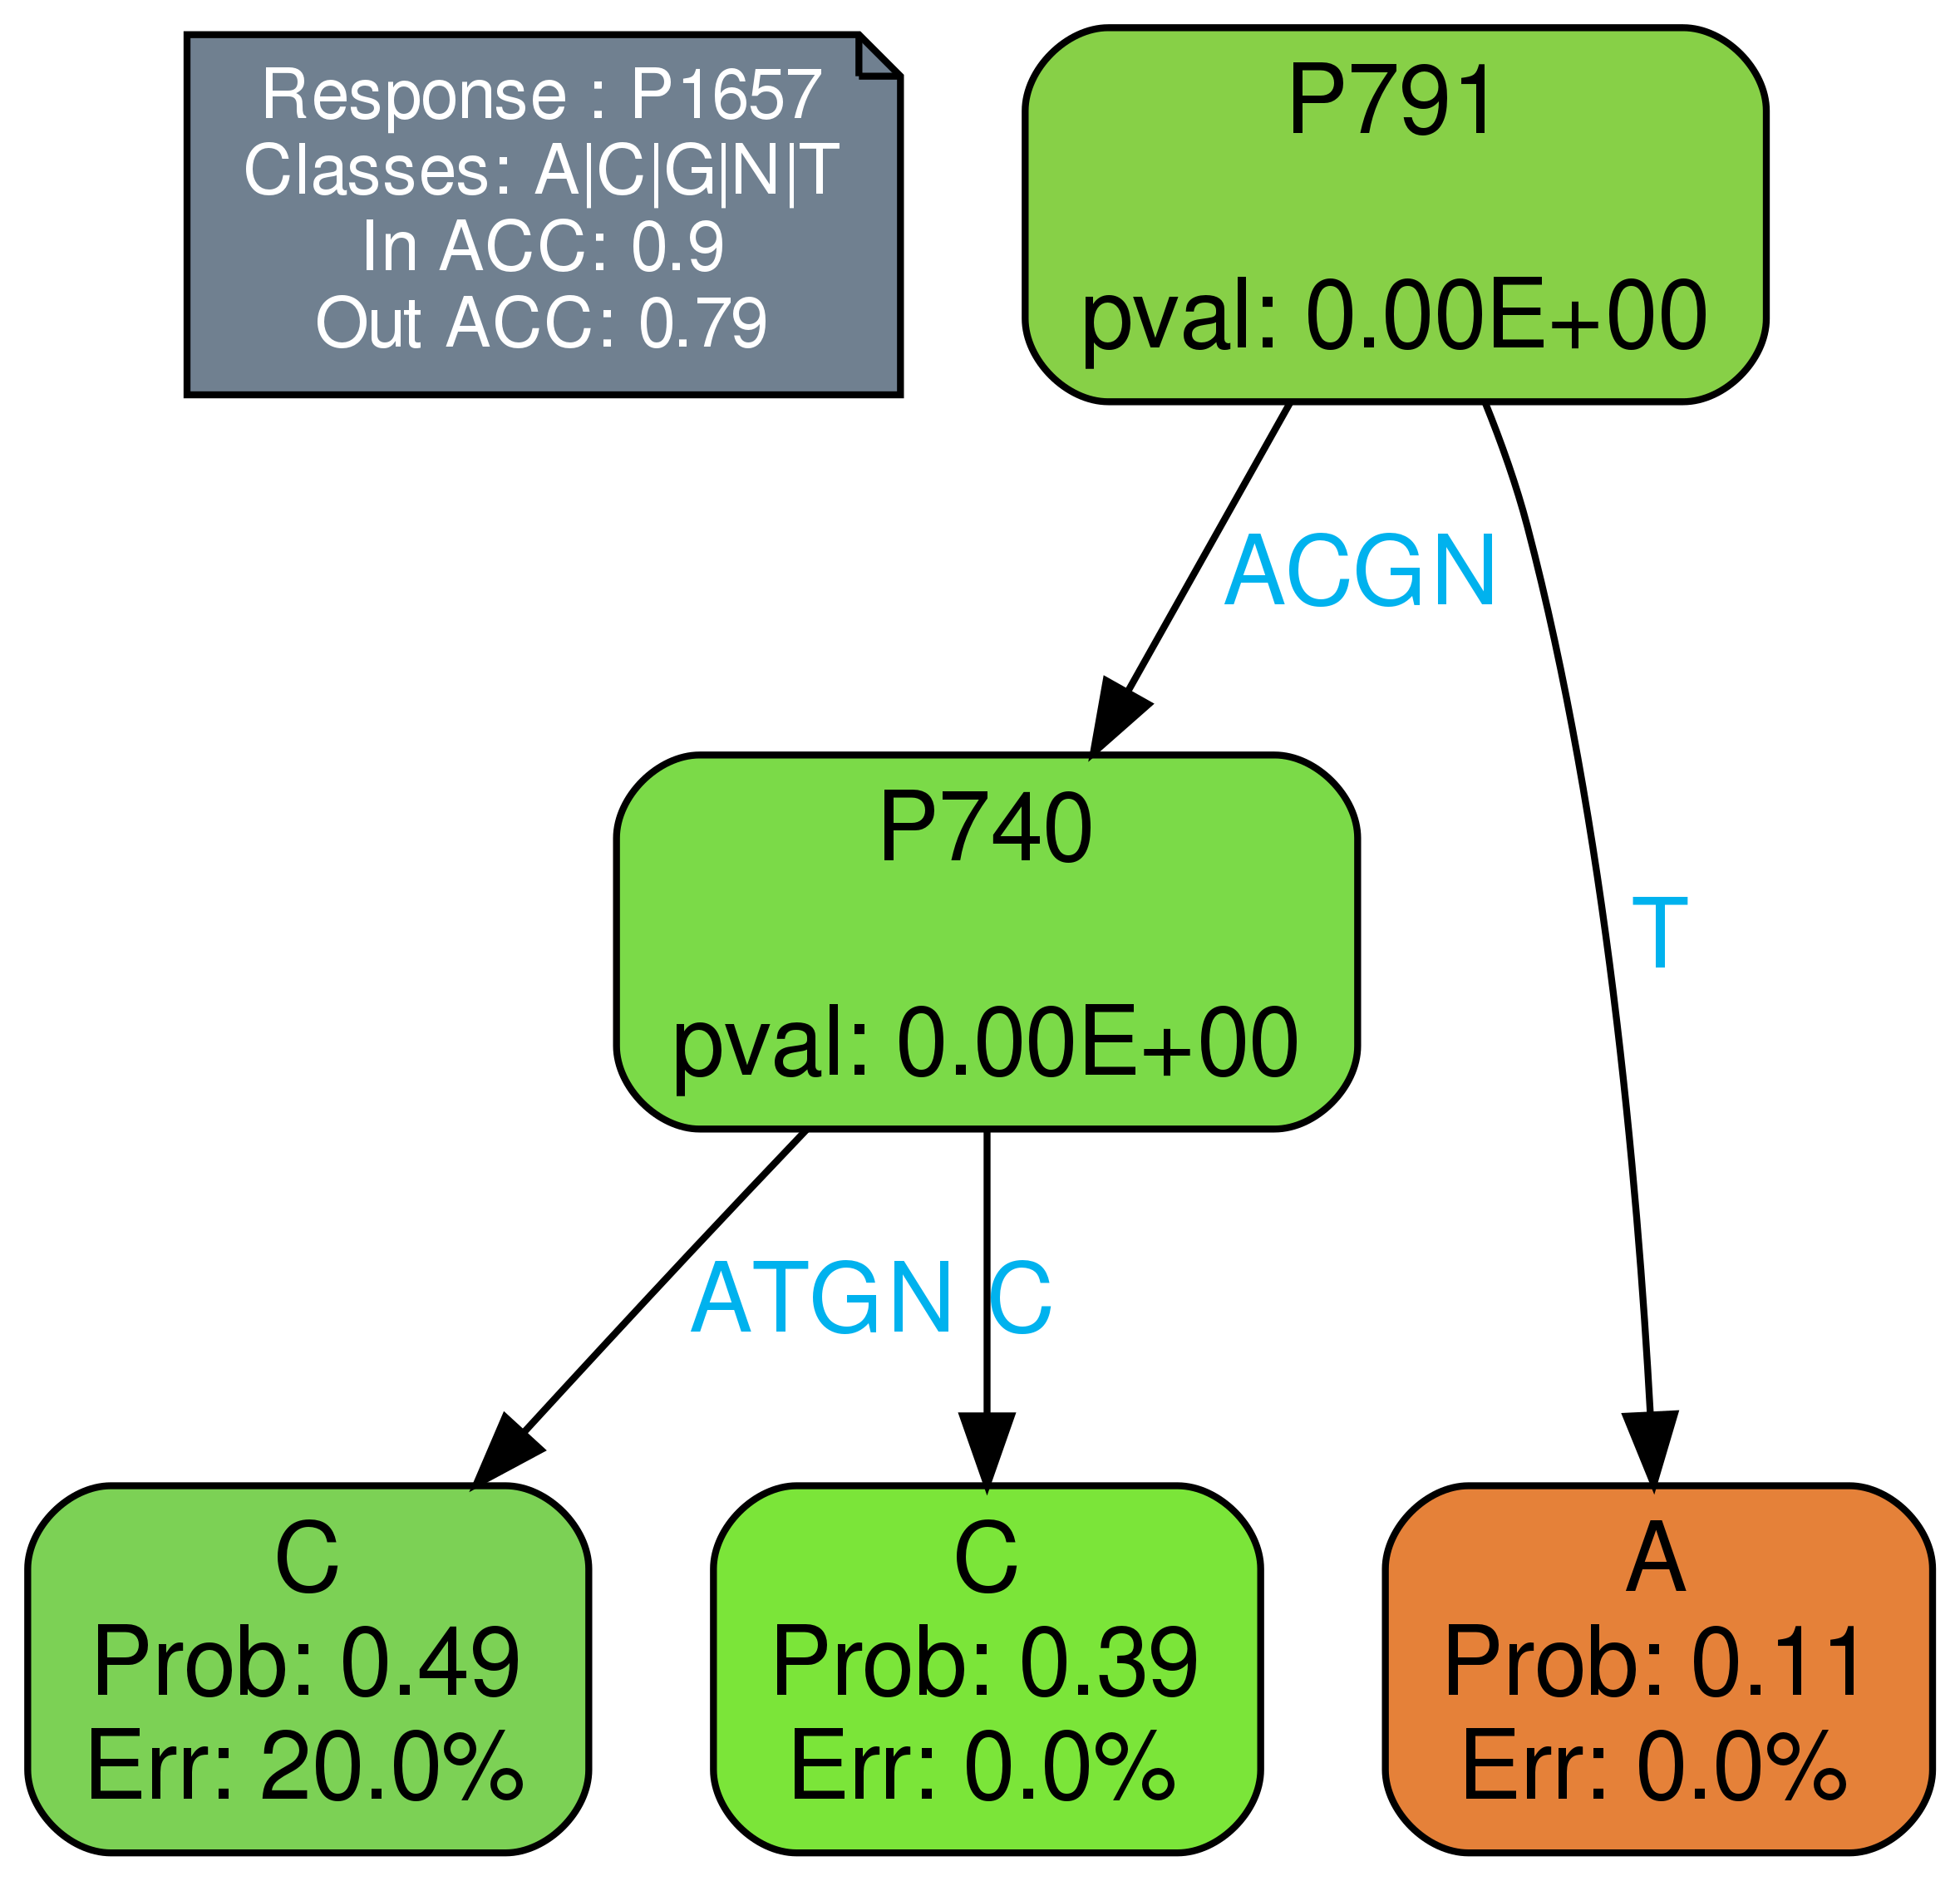 Response : P1657
Classes: A|C|G|N|T
In ACC: 0.9
Out ACC: 0.79
P791
pval: 0.00E+00
ACGN
T
P740
pval: 0.00E+00
ATGN
C
C
Prob: 0.49
Err: 20.0%
C
Prob: 0.39
Err: 0.0%
A
Prob: 0.11
Err: 0.0%